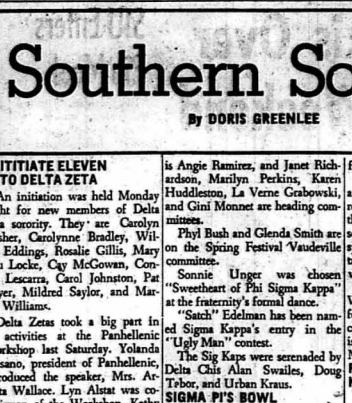 Southern So
By DORIS GREENLEE
ITITIATE ELEVEN
TO DELTA ZETA
An initiation was held Monday
ht for new members of Delta
a sorority. They are Carolyn
sher, Carolynne Bradley, Wil-
Eddings, Rosalie Gillis, Mary
u Locke, Cay McGowan, Con-
Lescarra, Carol Johnston, Pat
yer, Mildred Saylor, and Mar-
Williams.
Delta Zetas took a big part in
activities at the Panhellenic
rkshop last Saturday. Yolanda
sano, president of Panhellenic,
roduced the speaker, Mrs. Ar-
ta Wallace. Lyn Alstat was co-
is Angie Ramirez, and Janet Rich-
ardson, Marilyn Perkins, Karen
Huddleston, La Verne Grabowski,
and Gini Monnet are heading com-
mittees.
Phyl Bush and Glenda Smith are
on the Spring Festival Vaudeville
committee.
Sonnie Unger was chosen
"Sweetheart of Phi Sigma Kappa"
at the fraternity's formal dance.
"Satch" Edelman has been nam-
ed Sigma Kappa's entry in the
"Ugly Man" contest.
The Sig Kaps were serenaded by
Delta Chis Alan Swailes, Doug
Tebor, and Urban Kraus.
SIGMA PI'S BOWL